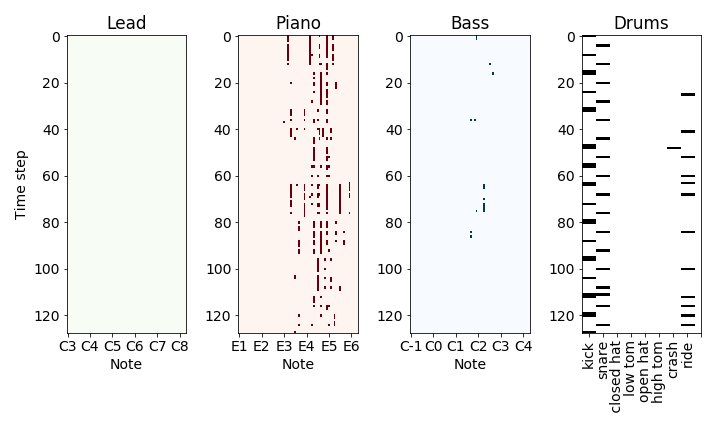 Lead Piano Bass Drums
Time step
0 0 0 0
20 20 20 20
40 40 40 40
60 60 60 60
80 80 80 80
100 100 100 100
120 120 120 120
C3 C4 C5 C6 C7 C8
Note
E1 E2 E3 E4 E5 E6
Note
C-1 C0 C1 C2 C3 C4
Note
kick
snare
closed hat
low tom
open hat
high tom
crash
ride